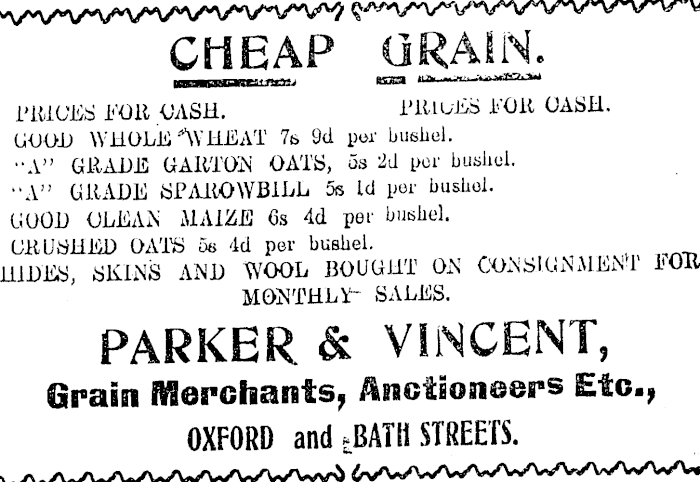 CHEAP GRAIN.
PRICES FOR CASH. PRICES FOR CASH.
GOOD WHOLE WHEAT 7s 9d per bushel.
"A" GRADE GARTON OATS, 5s 2d per bushel.
"A" GRADE SPAROWBILL 5s 1d per bushel.
GOOD CLEAN MAIZE 6s 4d per bushel.
CRUSHED OATS 5s 4d per bushel.
HIDES, SKINS AND WOOL BOUGHT ON CONSIGNMENT FOR
MONTHLY SALES.
PARKER & VINCENT,
Grain Merchants, Anctioneers Etc.,
OXFORD and BATH STREETS.